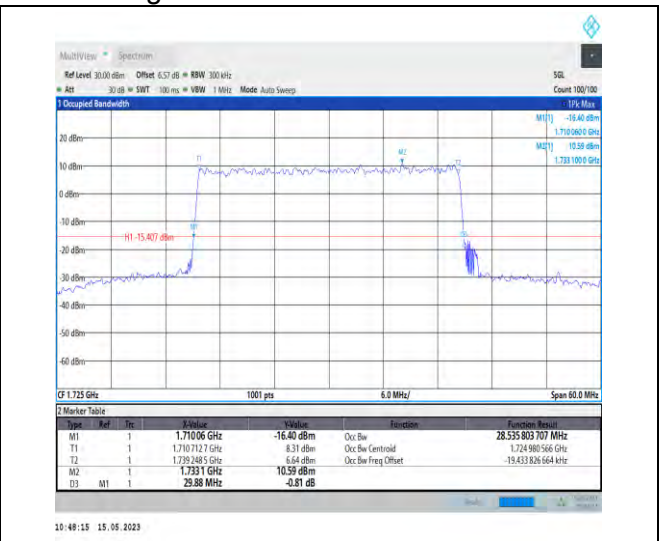 MultiView Spectrum
Ref Level 30.00 dBm Offset 6.57 dB RBW 300 kHz SGL
Att 30 dB SWT 100 ms VBW 1 MHz Mode Auto Sweep Count 100/100
1 Occupied Bandwidth 1Pk Max
M1[1] -16.40 dBm
1.710 060 0 GHz
M2[1] 10.59 dBm
1.733 100 0 GHz
20 dBm
10 dBm
0 dBm
-10 dBm
-20 dBm
-30 dBm
-40 dBm
-50 dBm
-60 dBm
T1
M2
T2
M1
H1 -15.407 dBm
CF 1.725 GHz 1001 pts 6.0 MHz/ Span 60.0 MHz
2 Marker Table
Type Ref Trc X-Value Y-Value Function Function Result
M1 1 1.71006 GHz -16.40 dBm Occ Bw 28.535 803 707 MHz
T1 1 1.710 712 7 GHz 8.31 dBm Occ Bw Centroid 1.724 980 566 GHz
T2 1 1.739 248 5 GHz 6.64 dBm Occ Bw Freq Offset -19.433 826 664 kHz
M2 1 1.7331 GHz 10.59 dBm
D3 M1 1 29.88 MHz -0.81 dB
10:48:15 15.05.2023